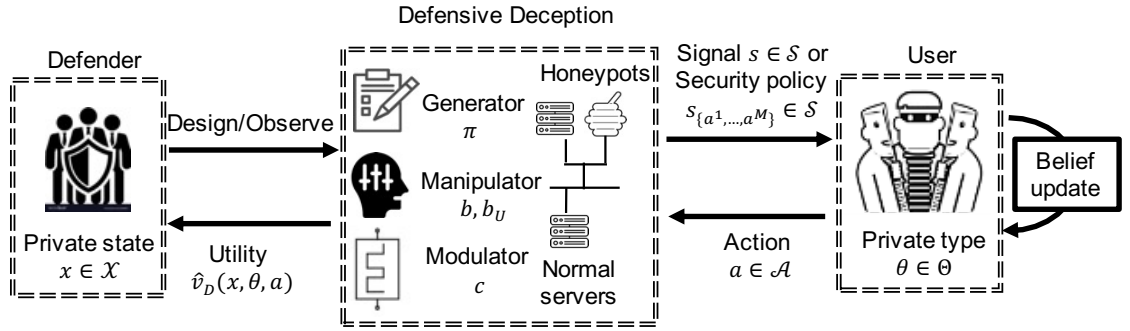 Defensive Deception
Defender
Design/Observe
Private state
x ∈ 𝒳
Utility
v̂_D(x, θ, a)
Generator
π
Manipulator
b, b_U
Modulator
c
Honeypots
Normal
servers
Signal s ∈ 𝒮 or
Security policy
s_{a^1,…,a^M} ∈ 𝒮
Action
a ∈ 𝒜
User
Private type
θ ∈ Θ
Belief
update